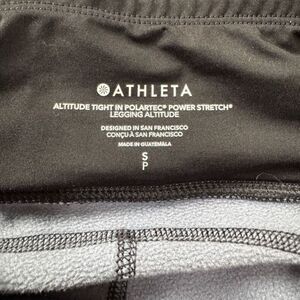 ATHLETA
ALTITUDE TIGHT IN POLARTEC® POWER STRETCH®
LEGGING ALTITUDE
DESIGNED IN SAN FRANCISCO
CONÇU À SAN FRANCISCO
MADE IN GUATEMALA
S
P